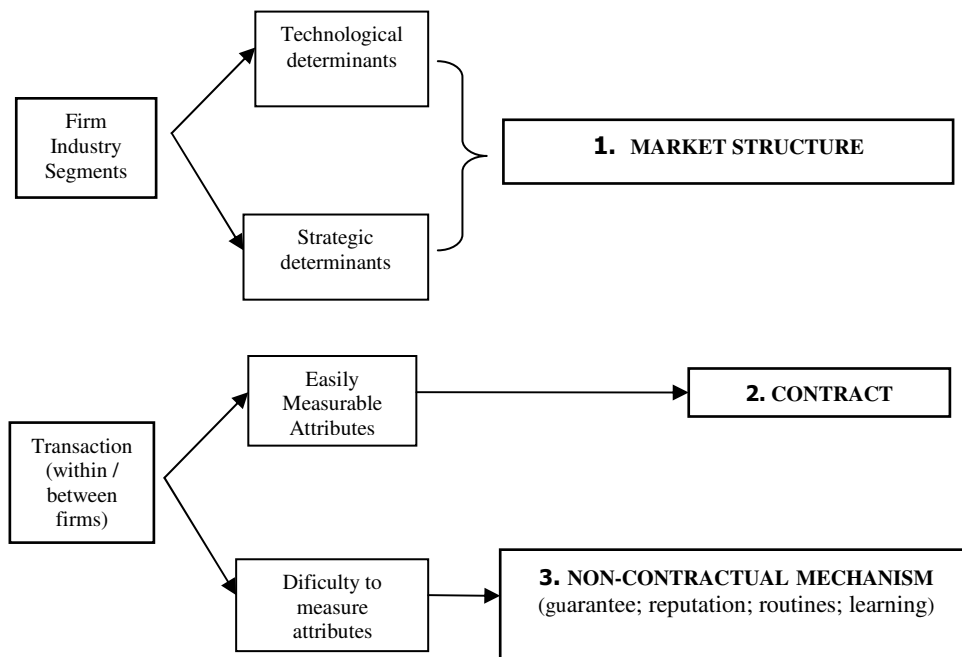 Technological
determinants
Firm
Industry
Segments
1. MARKET STRUCTURE
Strategic
determinants
Easily
Measurable
Attributes
2. CONTRACT
Transaction
(within /
between
firms)
Dificulty to
measure
attributes
3. NON-CONTRACTUAL MECHANISM
(guarantee; reputation; routines; learning)